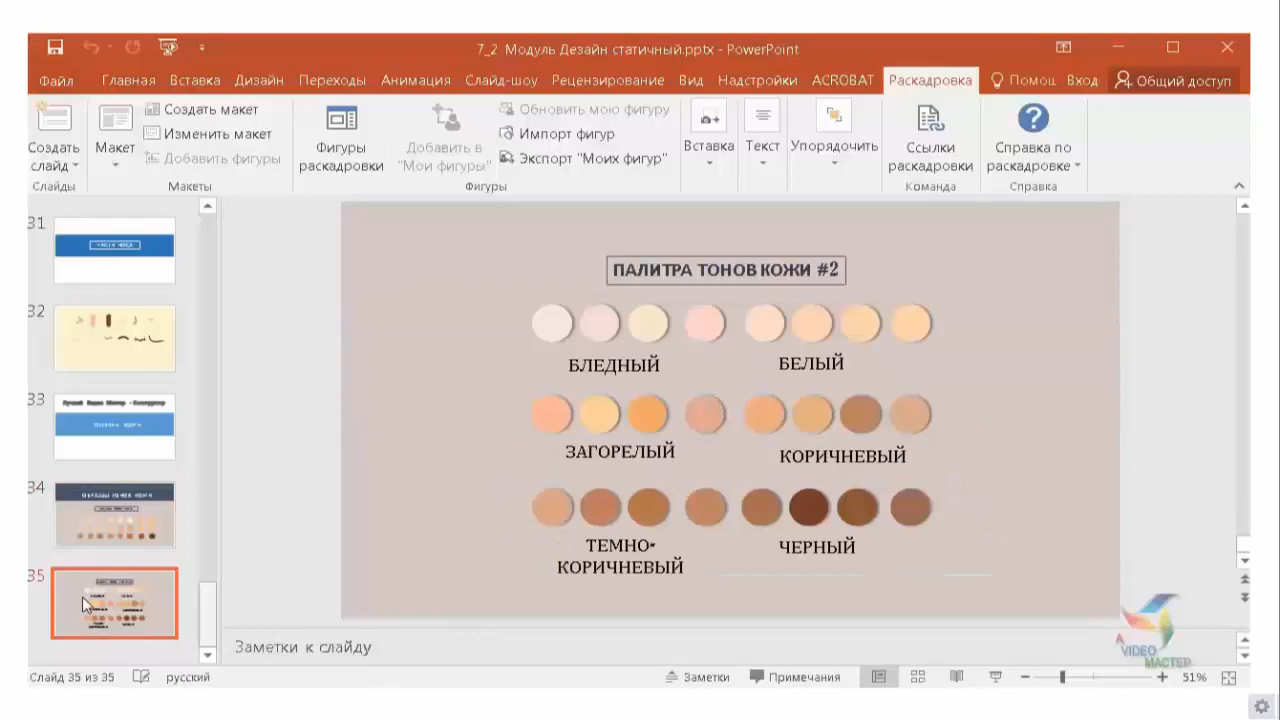 7_2 Модуль Дизайн статичный.pptx - PowerPoint
Файл Главная Вставка Дизайн Переходы Анимация Слайд-шоу Рецензирование Вид Надстройки ACROBAT Раскадровка Помощ Вход Общий доступ
Создать слайд
Макет
Создать макет
Изменить макет
Добавить фигуры
Фигуры раскадровки
Добавить в "Мои фигуры"
Обновить мою фигуру
Импорт фигур
Экспорт "Моих фигур"
Вставка
Текст
Упорядочить
Ссылки раскадровки
Справка по раскадровке
Слайды Макеты Фигуры Команда Справка
31
32
33
34
ОБРАЗЦЫ ТОНОВ КОЖИ
35
ПАЛИТРА ТОНОВ КОЖИ #2
БЛЕДНЫЙ БЕЛЫЙ
ЗАГОРЕЛЫЙ КОРИЧНЕВЫЙ
ТЕМНО-
КОРИЧНЕВЫЙ
ЧЕРНЫЙ
A VIDEO МАСТЕР
Заметки к слайду
Слайд 35 из 35 русский Заметки Примечания 51%